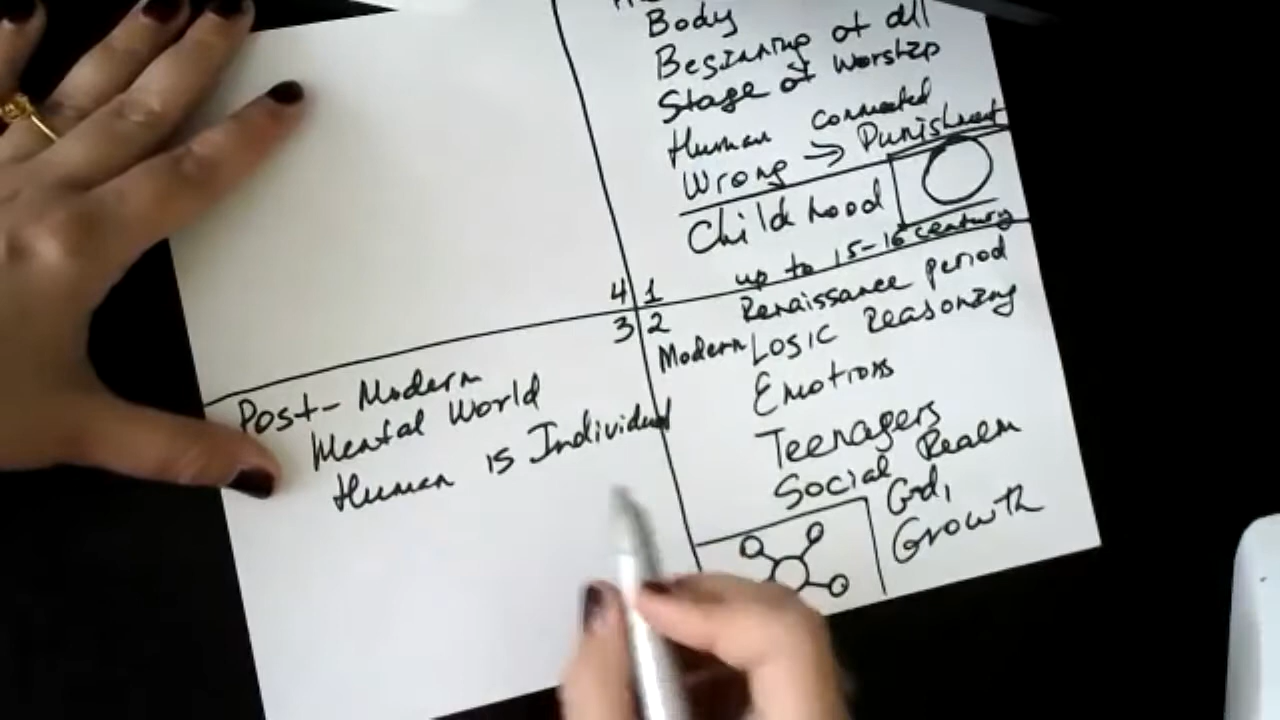 Body
Beginning of all
Stage of worship
Human connected
Wrong → Punishment
Childhood
up to 15-16 century
4 1
3 2
Renaissance period
Modern Logic Reasoning
Emotions
Teenagers
Social Realm
God,
Growth
Post-Modern
Mental World
Human is Individual